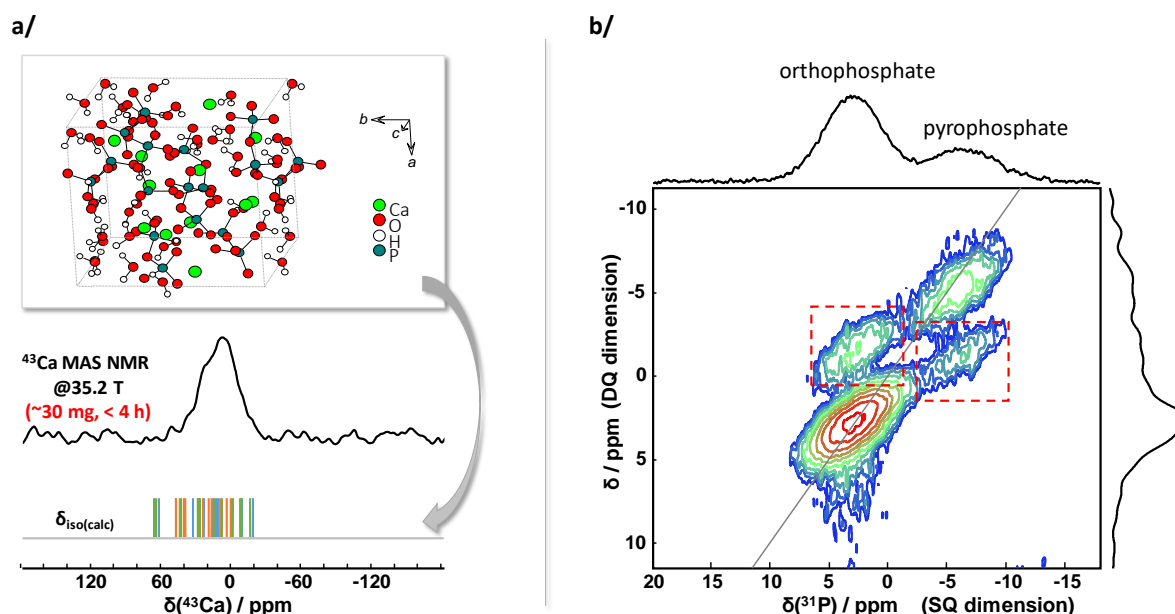 a/
b
c
a
Ca
O
H
P
⁴³Ca MAS NMR
@35.2 T
(~30 mg, < 4 h)
δiso(calc)
120 60 0 -60 -120
δ(⁴³Ca) / ppm
b/
orthophosphate
pyrophosphate
-10
-5
0
5
10
δ / ppm (DQ dimension)
20 10 5 0 -5 -10 -15
δ(³¹P) / ppm (SQ dimension)